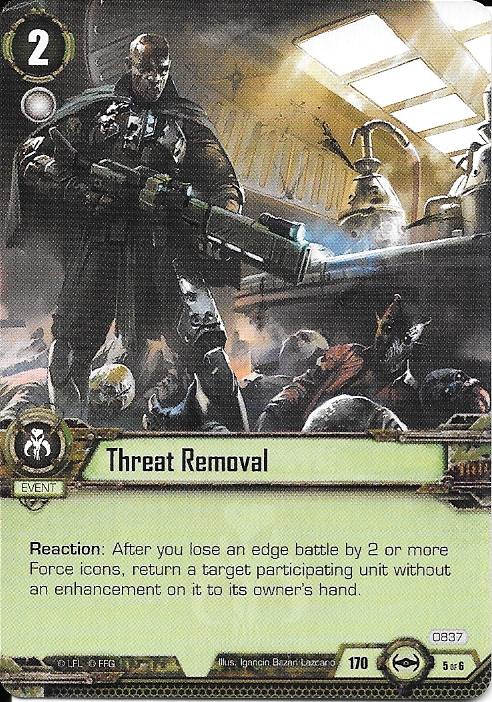 2
Threat Removal
EVENT
Reaction: After you lose an edge battle by 2 or more
Force icons, return a target participating unit without
an enhancement on it to its owner's hand.
0837
© LFL © FFG
Illus. Igancio Bazan Lazcano
170
5 OF 6